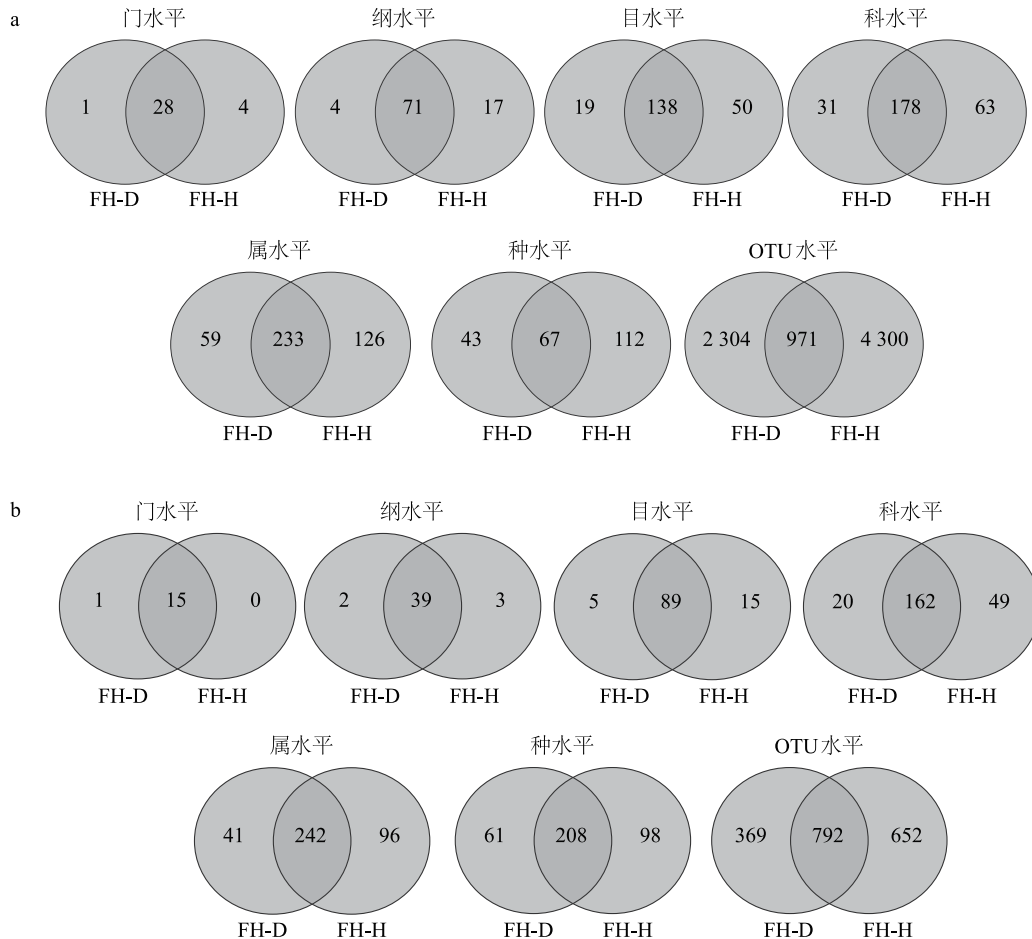 a
门水平 纲水平 目水平 科水平
1 28 4 4 71 17 19 138 50 31 178 63
FH-D FH-H FH-D FH-H FH-D FH-H FH-D FH-H
属水平 种水平 OTU 水平
59 233 126 43 67 112 2 304 971 4 300
FH-D FH-H FH-D FH-H FH-D FH-H
b
门水平 纲水平 目水平 科水平
1 15 0 2 39 3 5 89 15 20 162 49
FH-D FH-H FH-D FH-H FH-D FH-H FH-D FH-H
属水平 种水平 OTU 水平
41 242 96 61 208 98 369 792 652
FH-D FH-H FH-D FH-H FH-D FH-H